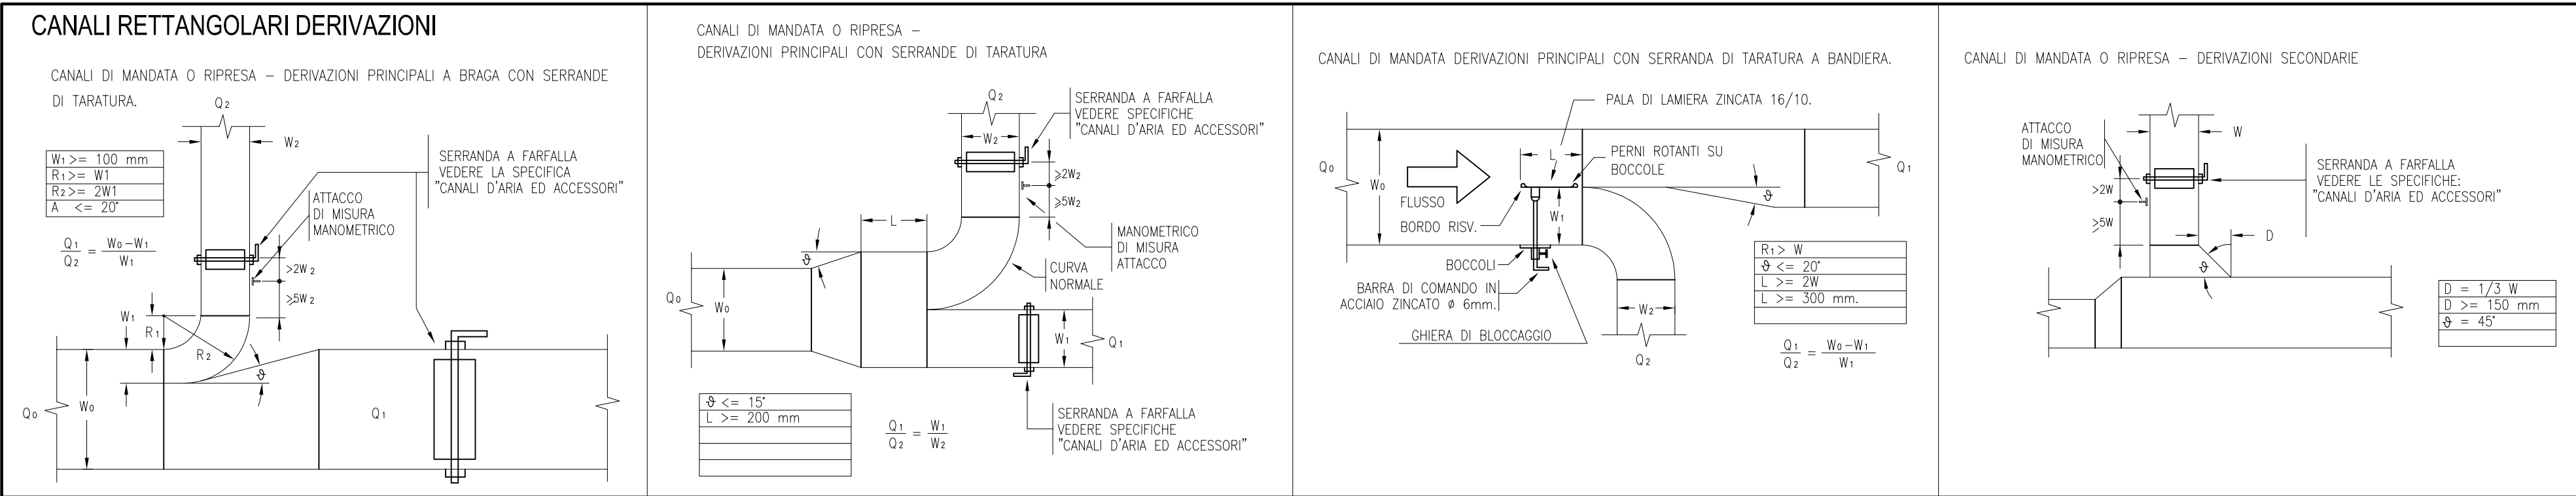 CANALI RETTANGOLARI DERIVAZIONI
CANALI DI MANDATA O RIPRESA – DERIVAZIONI PRINCIPALI A BRAGA CON SERRANDE
DI TARATURA.
Q2
W2
W1 >= 100 mm
R1 >= W1
R2 >= 2W1
A <= 20°
SERRANDA A FARFALLA
VEDERE LA SPECIFICA
"CANALI D'ARIA ED ACCESSORI"
ATTACCO
DI MISURA
MANOMETRICO
Q1/Q2 = W0–W1/W1
>2W2
⩾5W2
W1
R1
R2
ϑ
Q0
W0
Q1
CANALI DI MANDATA O RIPRESA –
DERIVAZIONI PRINCIPALI CON SERRANDE DI TARATURA
Q2
SERRANDA A FARFALLA
VEDERE SPECIFICHE
"CANALI D'ARIA ED ACCESSORI"
W2
⩾2W2
⩾5W2
L
MANOMETRICO
DI MISURA
ATTACCO
ϑ
CURVA
NORMALE
Q0
W0
W1
Q1
ϑ <= 15°
L >= 200 mm
Q1/Q2 = W1/W2
SERRANDA A FARFALLA
VEDERE SPECIFICHE
"CANALI D'ARIA ED ACCESSORI"
CANALI DI MANDATA DERIVAZIONI PRINCIPALI CON SERRANDA DI TARATURA A BANDIERA.
PALA DI LAMIERA ZINCATA 16/10.
L
PERNI ROTANTI SU
BOCCOLE
Q0
W0
Q1
FLUSSO
W1
ϑ
BORDO RISV.
BOCCOLI
BARRA DI COMANDO IN
ACCIAIO ZINCATO ø 6mm.
GHIERA DI BLOCCAGGIO
W2
Q2
R1 > W
ϑ <= 20°
L >= 2W
L >= 300 mm.
Q1/Q2 = W0–W1/W1
CANALI DI MANDATA O RIPRESA – DERIVAZIONI SECONDARIE
ATTACCO
DI MISURA
MANOMETRICO
W
SERRANDA A FARFALLA
VEDERE LE SPECIFICHE:
"CANALI D'ARIA ED ACCESSORI"
>2W
⩾5W
D
ϑ
D = 1/3 W
D >= 150 mm
ϑ = 45°